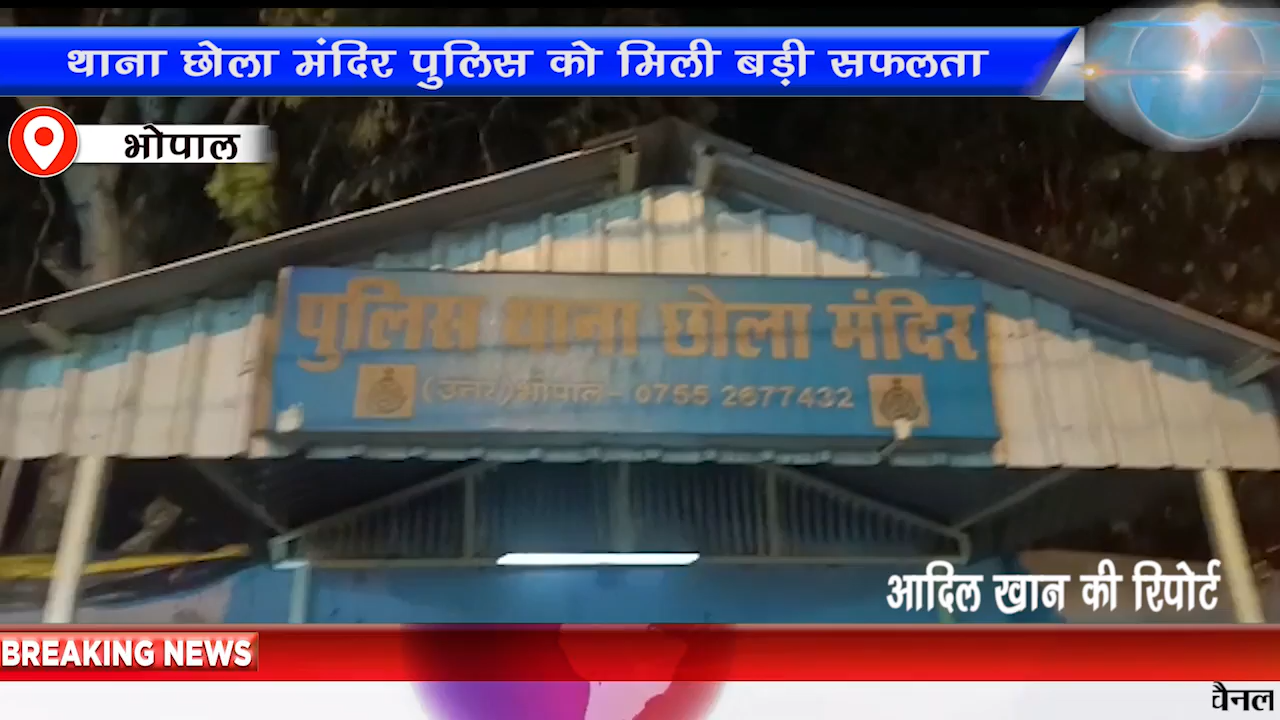 थाना छोला मंदिर पुलिस को मिली बड़ी सफलता
भोपाल
पुलिस थाना छोला मंदिर
(उत्तर) भोपाल- 0755 2677432
आदिल खान की रिपोर्ट
BREAKING NEWS
चैनल